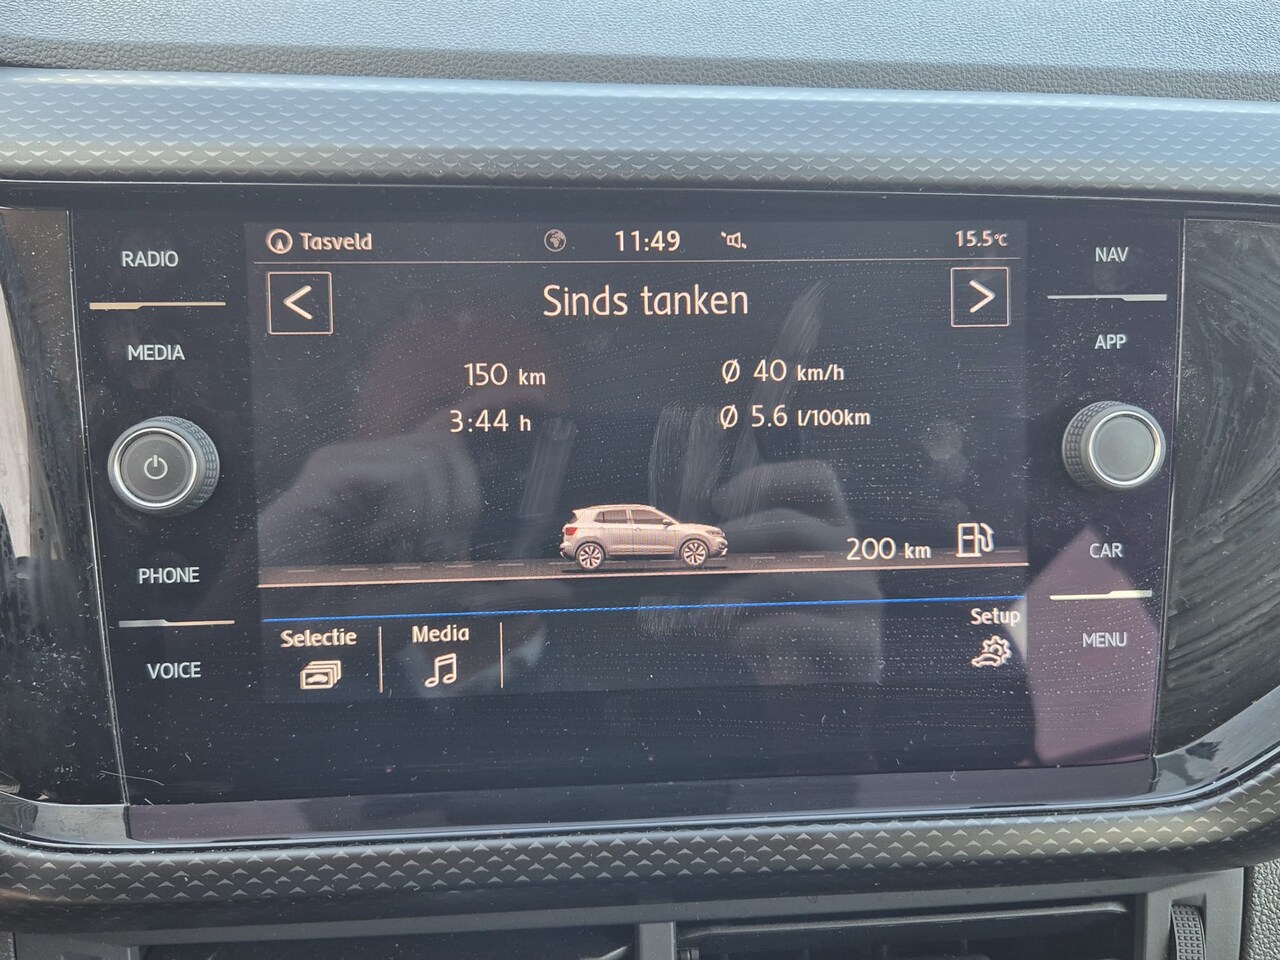 RADIO
MEDIA
PHONE
VOICE
Tasveld
11:49
15.5°C
<
Sinds tanken
>
150 km
Ø 40 km/h
3:44 h
Ø 5.6 l/100km
200 km
Selectie
Media
Setup
NAV
APP
CAR
MENU